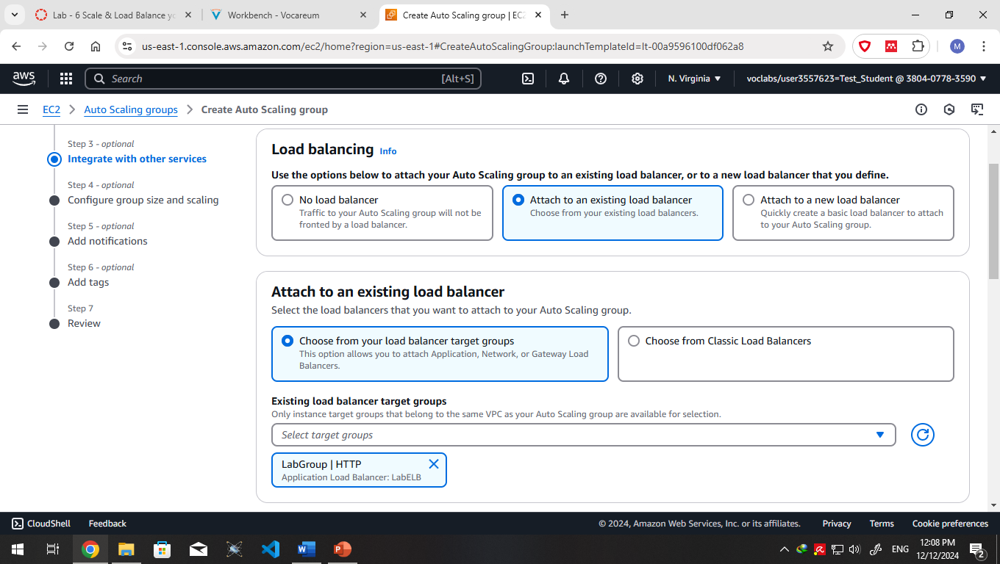 Lab - 6 Scale & Load Balance yo
Workbench - Vocareum
Create Auto Scaling group | EC2
us-east-1.console.aws.amazon.com/ec2/home?region=us-east-1#CreateAutoScalingGroup:launchTemplateId=lt-00a9596100df062a8
M
aws
Search
[Alt+S]
N. Virginia
voclabs/user3557623=Test_Student @ 3804-0778-3590
EC2
Auto Scaling groups
Create Auto Scaling group
Step 3 - optional
Integrate with other services
Step 4 - optional
Configure group size and scaling
Step 5 - optional
Add notifications
Step 6 - optional
Add tags
Step 7
Review
Load balancing Info
Use the options below to attach your Auto Scaling group to an existing load balancer, or to a new load balancer that you define.
No load balancer
Traffic to your Auto Scaling group will not be
fronted by a load balancer.
Attach to an existing load balancer
Choose from your existing load balancers.
Attach to a new load balancer
Quickly create a basic load balancer to attach
to your Auto Scaling group.
Attach to an existing load balancer
Select the load balancers that you want to attach to your Auto Scaling group.
Choose from your load balancer target groups
This option allows you to attach Application, Network, or Gateway Load
Balancers.
Choose from Classic Load Balancers
Existing load balancer target groups
Only instance target groups that belong to the same VPC as your Auto Scaling group are available for selection.
Select target groups
LabGroup | HTTP
Application Load Balancer: LabELB
CloudShell
Feedback
© 2024, Amazon Web Services, Inc. or its affiliates.
Privacy
Terms
Cookie preferences
ENG
12:08 PM
12/12/2024
2